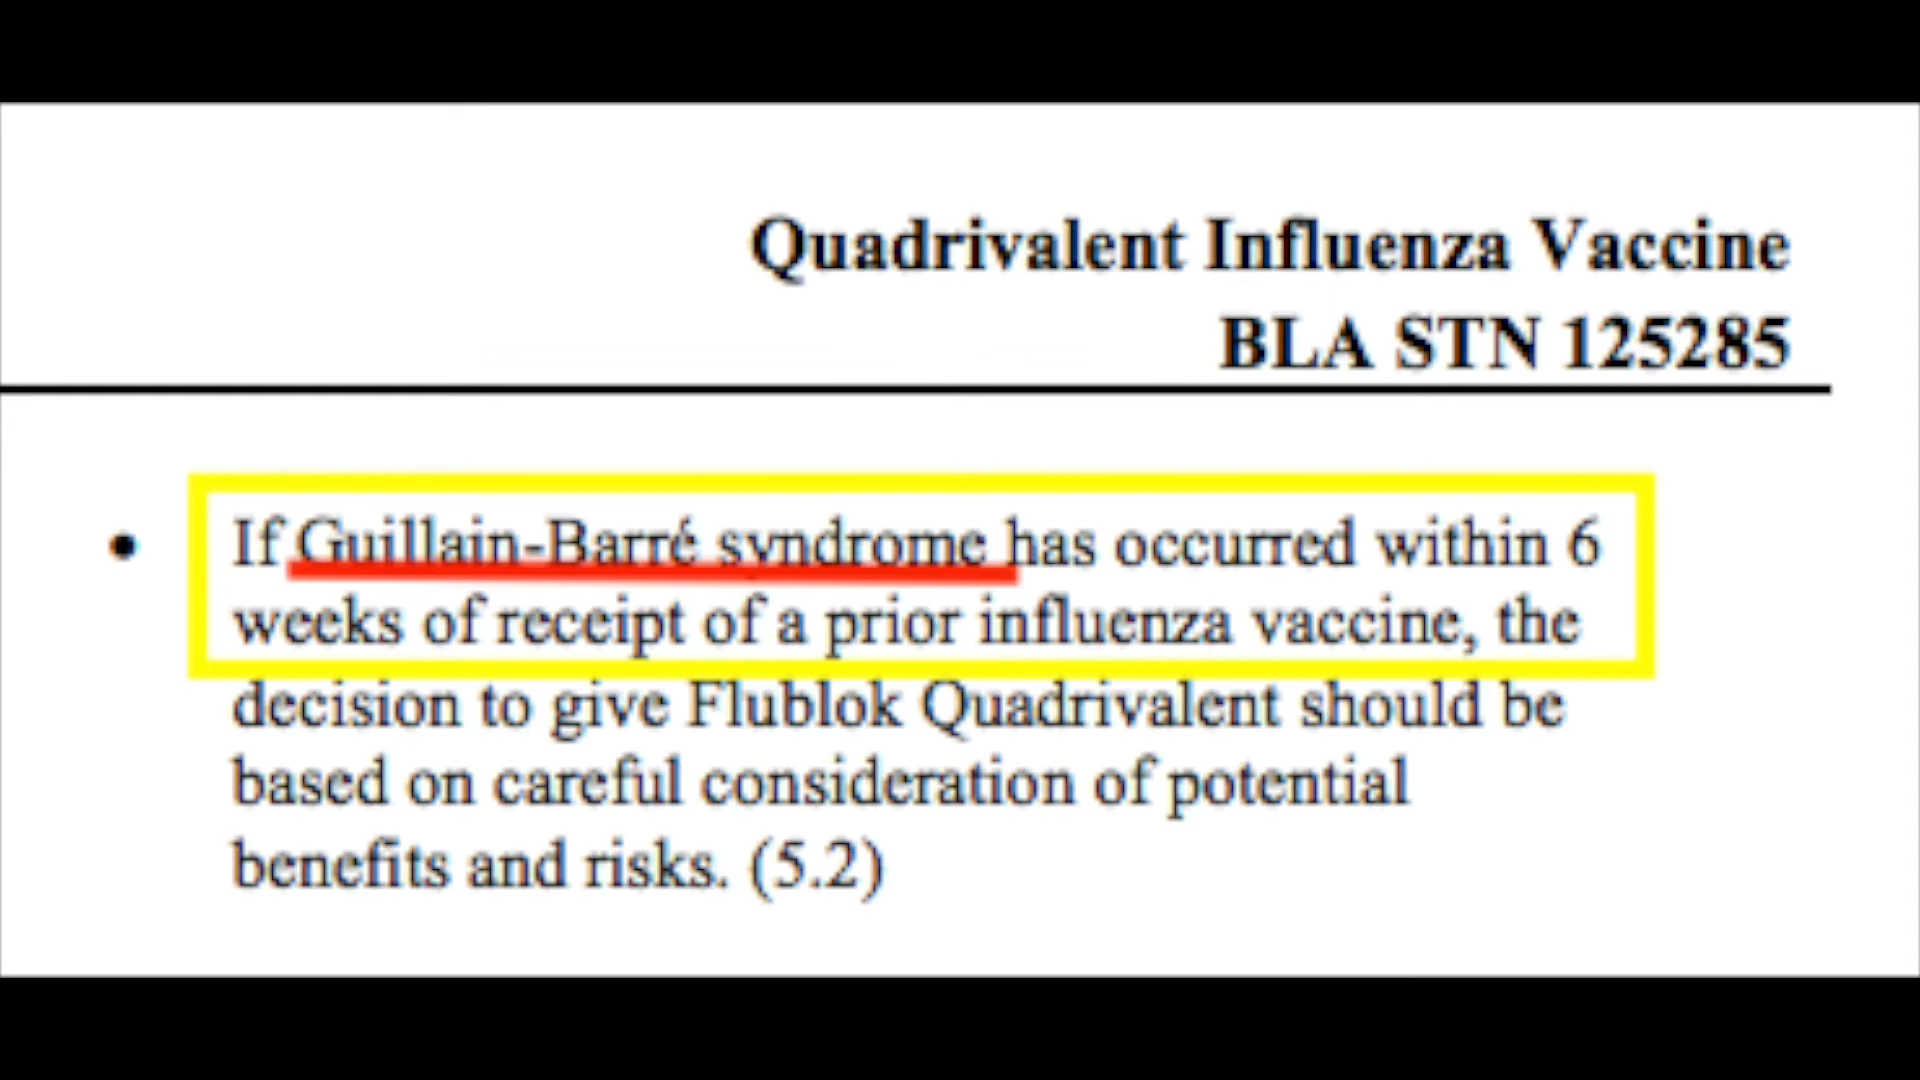 Quadrivalent Influenza Vaccine
BLA STN 125285
• If Guillain-Barré syndrome has occurred within 6
weeks of receipt of a prior influenza vaccine, the
decision to give Flublok Quadrivalent should be
based on careful consideration of potential
benefits and risks. (5.2)